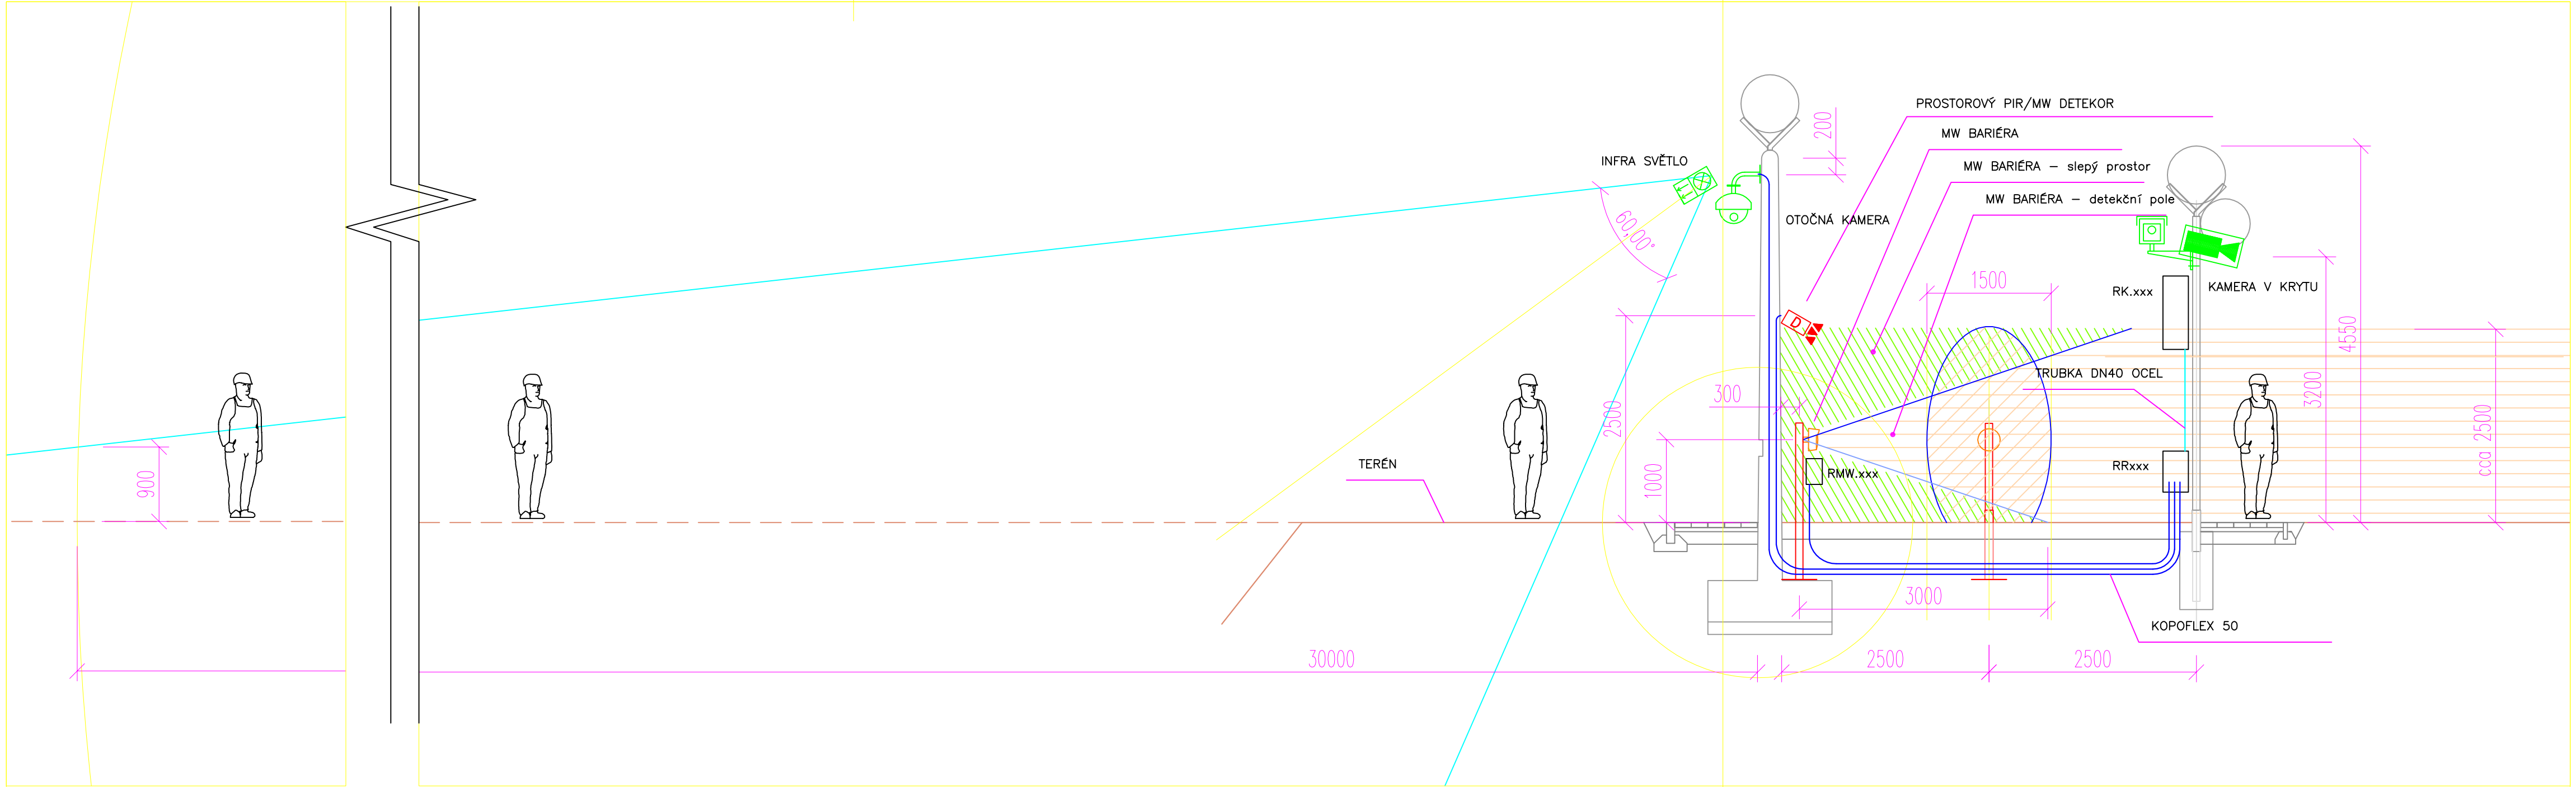 PROSTOROVÝ PIR/MW DETEKOR
200
MW BARIÉRA
INFRA SVĚTLO
MW BARIÉRA – slepý prostor
MW BARIÉRA – detekční pole
OTOČNÁ KAMERA
60,00°
1500
RK.xxx
KAMERA V KRYTU
D
4550
TRUBKA DN40 OCEL
300
3200
2500
cca 2500
TERÉN
RRxxx
RMW.xxx
900
1000
3000
KOPOFLEX 50
30000
2500
2500